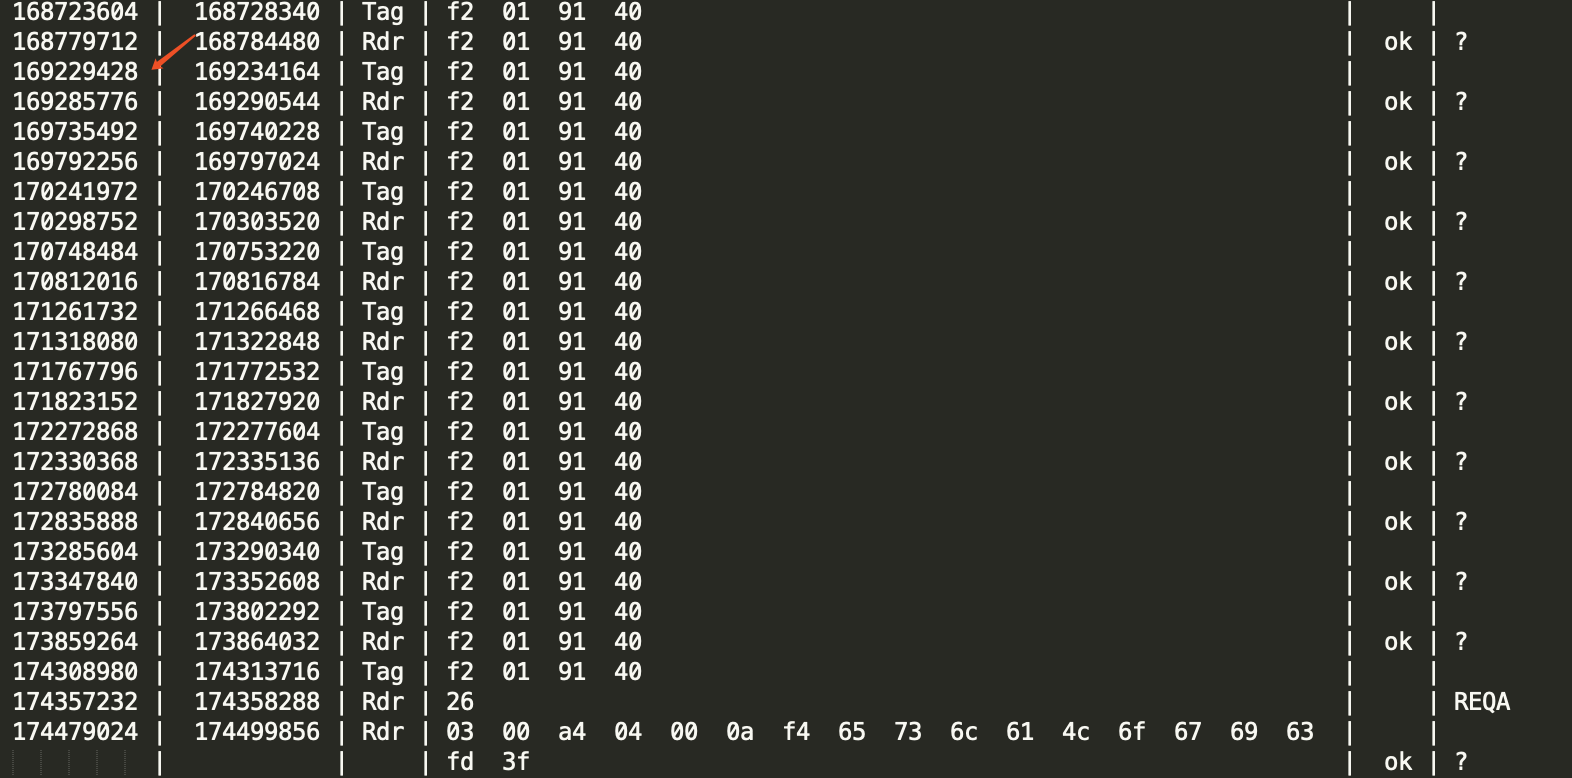 168723604 | 168728340 | Tag | f2 01 91 40 | |
168779712 | 168784480 | Rdr | f2 01 91 40 | ok | ?
169229428 | 169234164 | Tag | f2 01 91 40 | |
169285776 | 169290544 | Rdr | f2 01 91 40 | ok | ?
169735492 | 169740228 | Tag | f2 01 91 40 | |
169792256 | 169797024 | Rdr | f2 01 91 40 | ok | ?
170241972 | 170246708 | Tag | f2 01 91 40 | |
170298752 | 170303520 | Rdr | f2 01 91 40 | ok | ?
170748484 | 170753220 | Tag | f2 01 91 40 | |
170812016 | 170816784 | Rdr | f2 01 91 40 | ok | ?
171261732 | 171266468 | Tag | f2 01 91 40 | |
171318080 | 171322848 | Rdr | f2 01 91 40 | ok | ?
171767796 | 171772532 | Tag | f2 01 91 40 | |
171823152 | 171827920 | Rdr | f2 01 91 40 | ok | ?
172272868 | 172277604 | Tag | f2 01 91 40 | |
172330368 | 172335136 | Rdr | f2 01 91 40 | ok | ?
172780084 | 172784820 | Tag | f2 01 91 40 | |
172835888 | 172840656 | Rdr | f2 01 91 40 | ok | ?
173285604 | 173290340 | Tag | f2 01 91 40 | |
173347840 | 173352608 | Rdr | f2 01 91 40 | ok | ?
173797556 | 173802292 | Tag | f2 01 91 40 | |
173859264 | 173864032 | Rdr | f2 01 91 40 | ok | ?
174308980 | 174313716 | Tag | f2 01 91 40 | |
174357232 | 174358288 | Rdr | 26 | | REQA
174479024 | 174499856 | Rdr | 03 00 a4 04 00 0a f4 65 73 6c 61 4c 6f 67 69 63 | |
| | | fd 3f | ok | ?